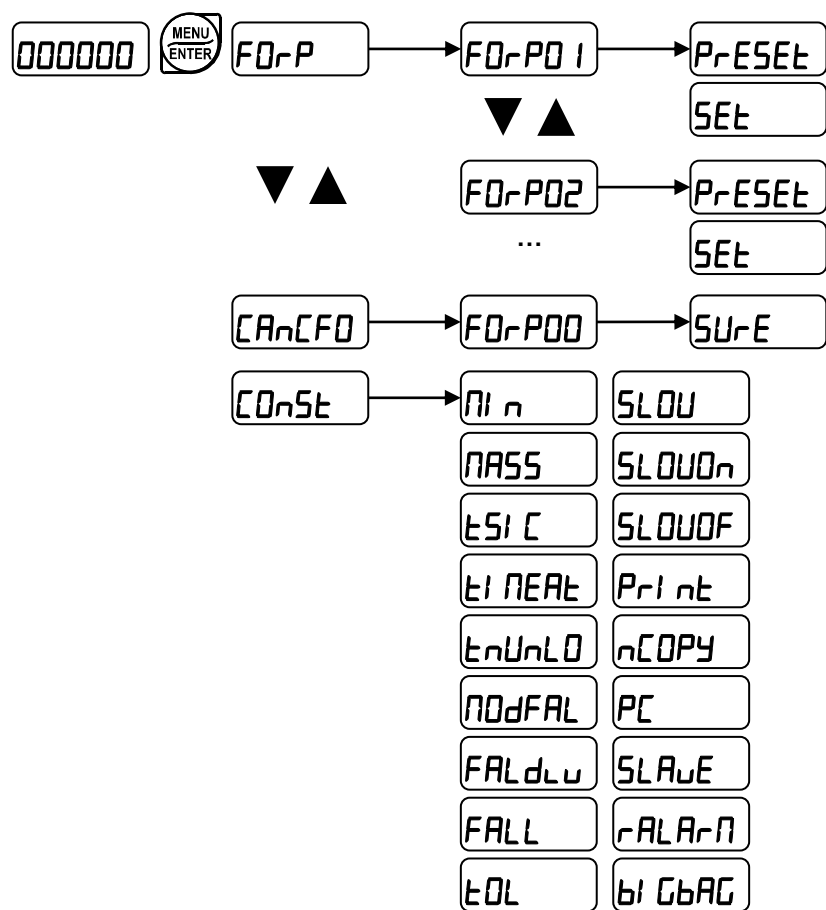 000000 MENU ENTER FOrP FOrP01 PrESEt
SEt
FOrP02 PrESEt
...
SEt
CAnCFO FOrP00 SUrE
COnSt MIn SLOU
MASS SLOUOn
tSIC SLOUOF
tIMEAt PrInt
tnUnLO nCOPY
MOdFAL PC
FALdLv SLAvE
FALL rALArM
tOL bIGbAG